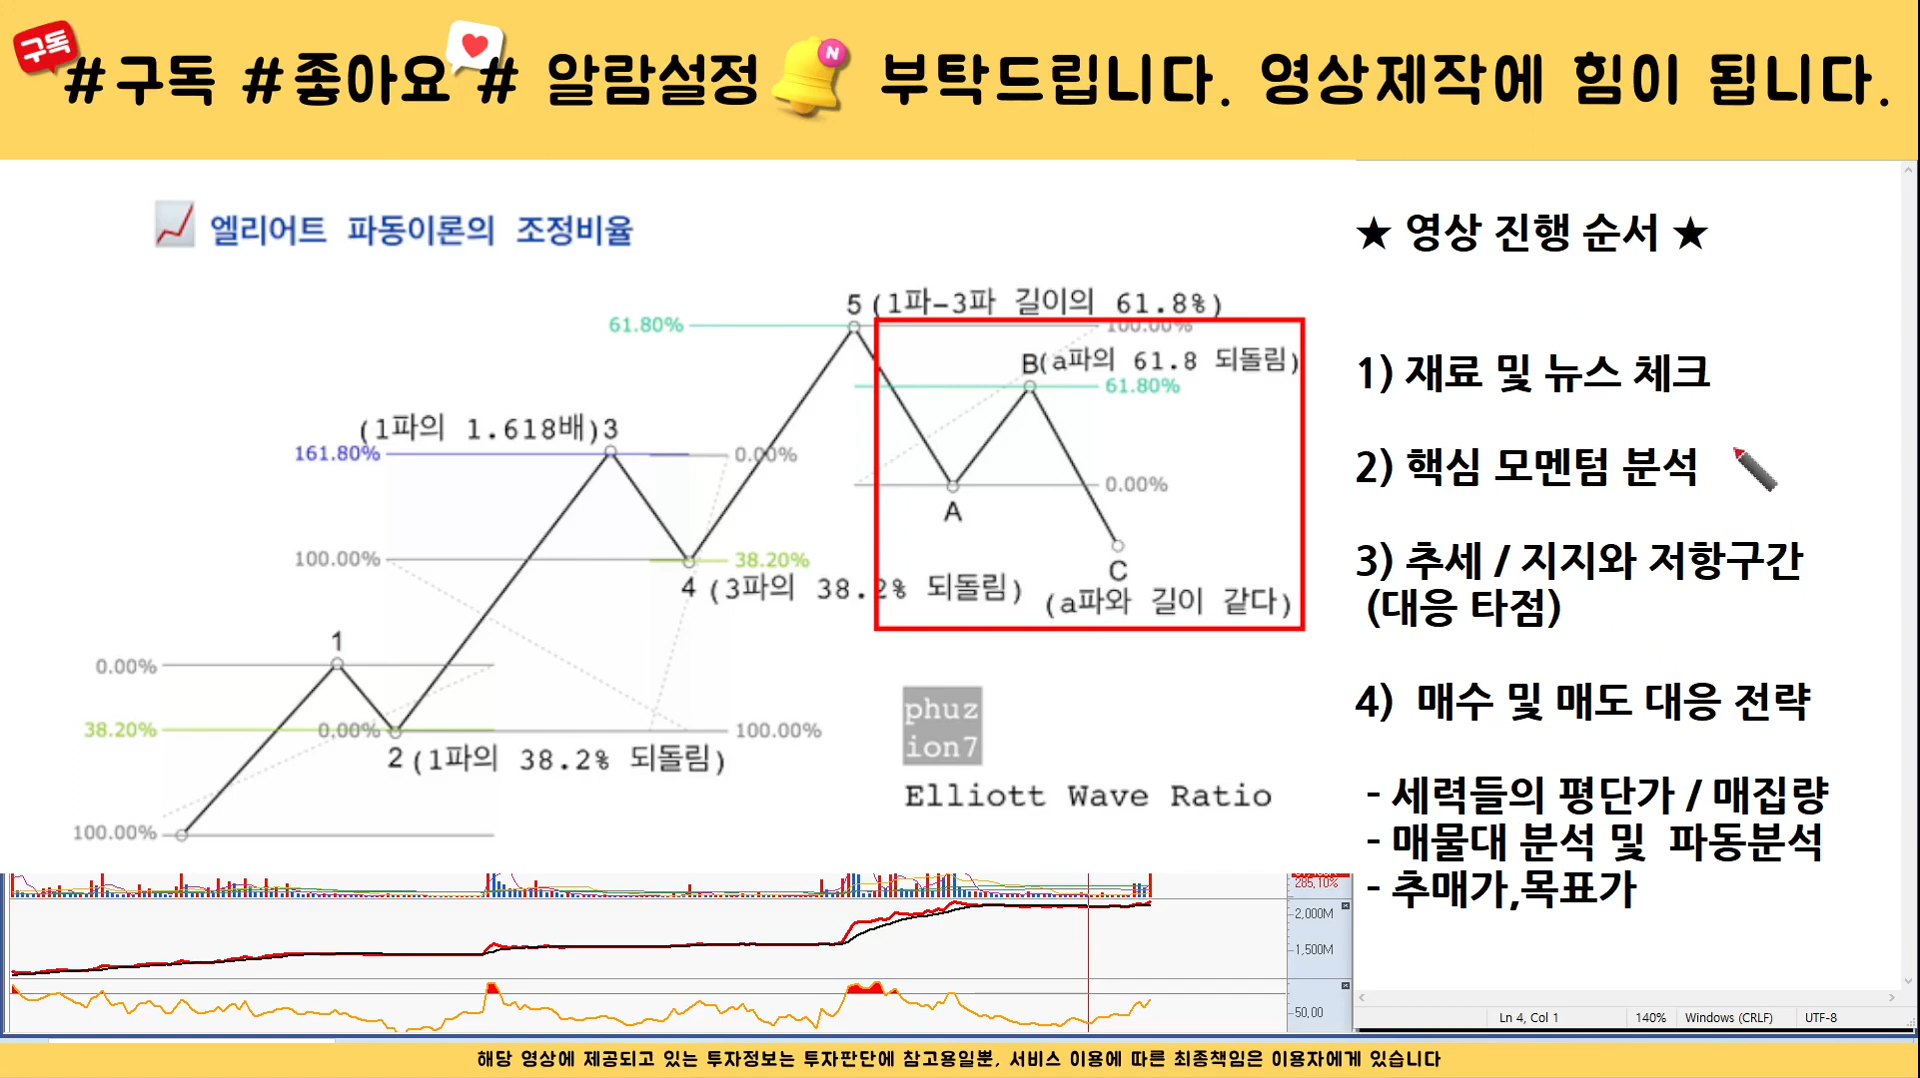 구독
#구독 #좋아요 # 알람설정 N 부탁드립니다. 영상제작에 힘이 됩니다.
엘리어트 파동이론의 조정비율
5 (1파-3파 길이의 61.8%)
61.80%
100.00%
B(a파의 61.8 되돌림)
61.80%
(1파의 1.618배)3
161.80%
0.00%
0.00%
A
100.00%
38.20%
4 (3파의 38.2% 되돌림)
C
(a파와 길이 같다)
1
0.00%
38.20%
0.00%
100.00%
2 (1파의 38.2% 되돌림)
100.00%
phuz
ion7
Elliott Wave Ratio
★ 영상 진행 순서 ★
1) 재료 및 뉴스 체크
2) 핵심 모멘텀 분석
3) 추세 / 지지와 저항구간
(대응 타점)
4) 매수 및 매도 대응 전략
- 세력들의 평단가 / 매집량
- 매물대 분석 및 파동분석
- 추매가,목표가
285,10%
2,000M
1,500M
50,00
Ln 4, Col 1
140%
Windows (CRLF)
UTF-8
해당 영상에 제공되고 있는 투자정보는 투자판단에 참고용일뿐, 서비스 이용에 따른 최종책임은 이용자에게 있습니다